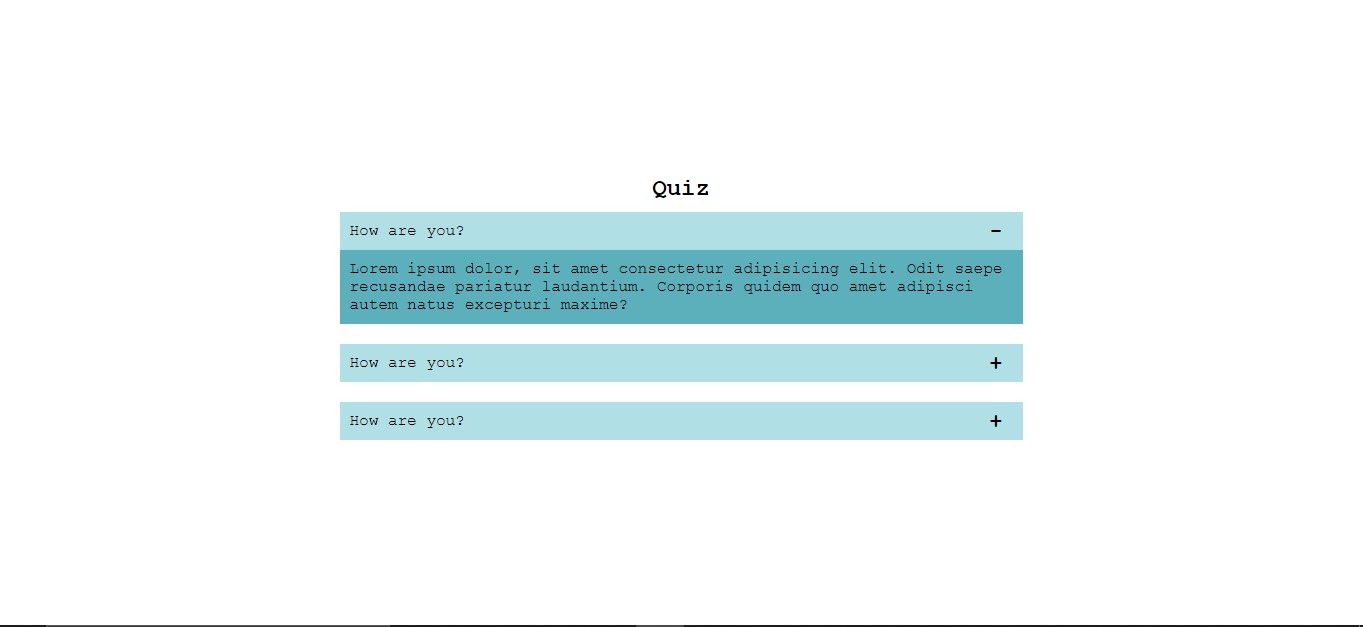 Quiz
How are you? -
Lorem ipsum dolor, sit amet consectetur adipisicing elit. Odit saepe
recusandae pariatur laudantium. Corporis quidem quo amet adipisci
autem natus excepturi maxime?
How are you? +
How are you? +